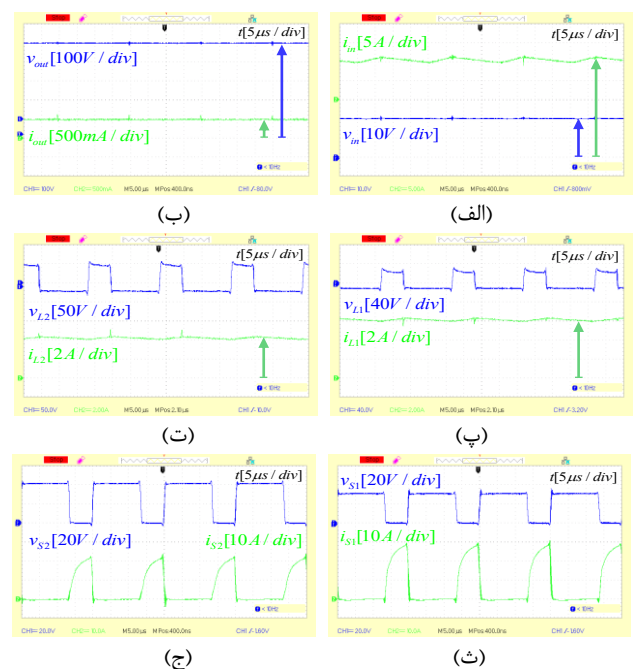 t[5μs / div]
v_out[100V / div]
i_out[500mA / div]
CH1= 100V CH2= 500mA M5.00μs MPos:400.0ns CH1 /-80.0V
(ب)
i_in[5A / div]
t[5μs / div]
v_in[10V / div]
CH1= 10.0V CH2= 5.00A M5.00μs MPos:400.0ns CH1 /-800mV
(الف)
t[5μs / div]
v_L2[50V / div]
i_L2[2A / div]
CH1= 50.0V CH2= 2.00A M5.00μs MPos:2.10μs CH1 /-10.0V
(ت)
t[5μs / div]
v_L1[40V / div]
i_L1[2A / div]
CH1= 40.0V CH2= 2.00A M5.00μs MPos:2.10μs CH1 /-3.20V
(پ)
t[5μs / div]
v_S2[20V / div]
i_S2[10A / div]
CH1= 20.0V CH2= 10.0A M5.00μs MPos:400.0ns CH1 /-1.60V
(ج)
v_S1[20V / div]
t[5μs / div]
i_S1[10A / div]
CH1= 20.0V CH2= 10.0A M5.00μs MPos:400.0ns CH1 /-1.60V
(ث)